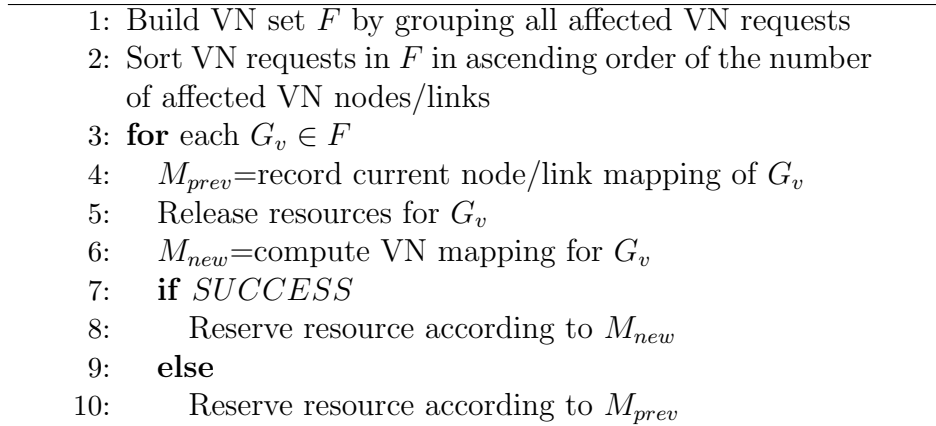 1: Build VN set F by grouping all affected VN requests
2: Sort VN requests in F in ascending order of the number
of affected VN nodes/links
3: for each G_v ∈ F
4: M_prev=record current node/link mapping of G_v
5: Release resources for G_v
6: M_new=compute VN mapping for G_v
7: if SUCCESS
8: Reserve resource according to M_new
9: else
10: Reserve resource according to M_prev